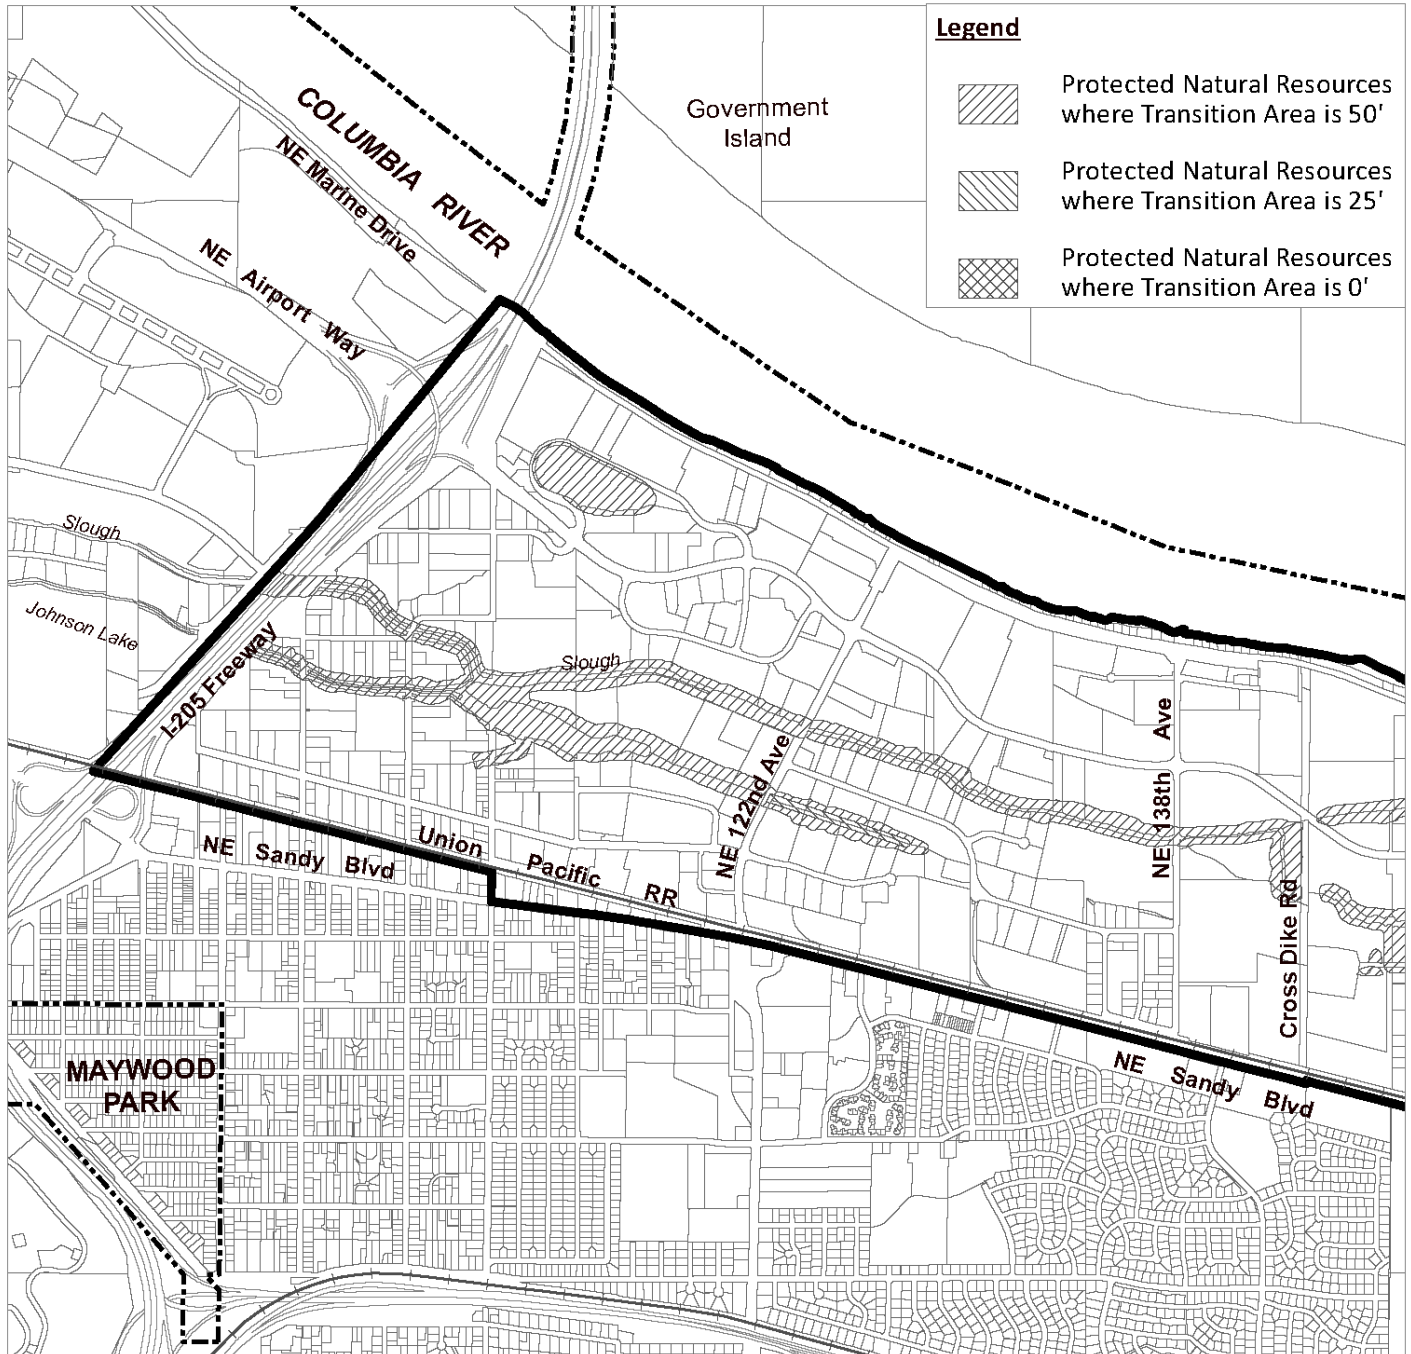 Legend
Protected Natural Resources
where Transition Area is 50'
Protected Natural Resources
where Transition Area is 25'
Protected Natural Resources
where Transition Area is 0'
Government
Island
COLUMBIA RIVER
NE Marine Drive
NE Airport Way
Slough
Johnson Lake
I-205 Freeway
Slough
NE 122nd Ave
NE 138th Ave
Cross Dike Rd
NE Sandy Blvd
Union Pacific RR
MAYWOOD
PARK
NE Sandy Blvd